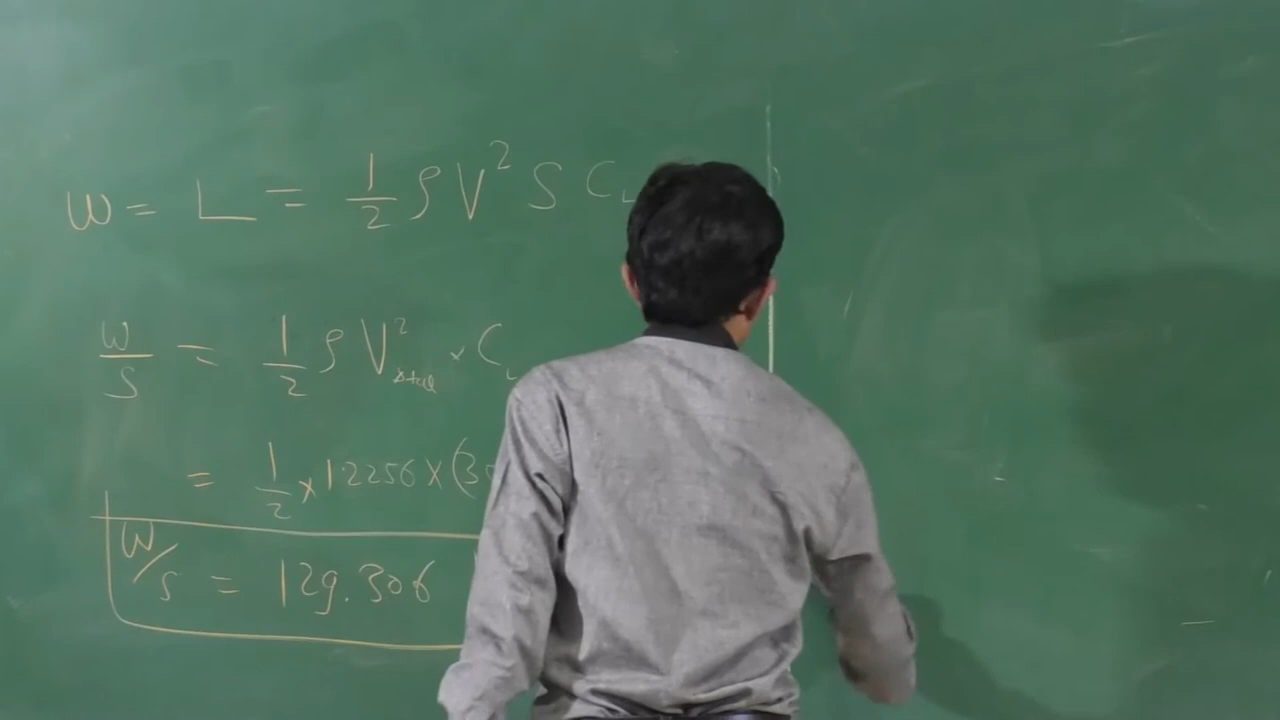 W = L = 1/2 ρ V² S C_L
W/S = 1/2 ρ V²_stall × C_L
= 1/2 × 1.2256 × (3
W/S = 129.306